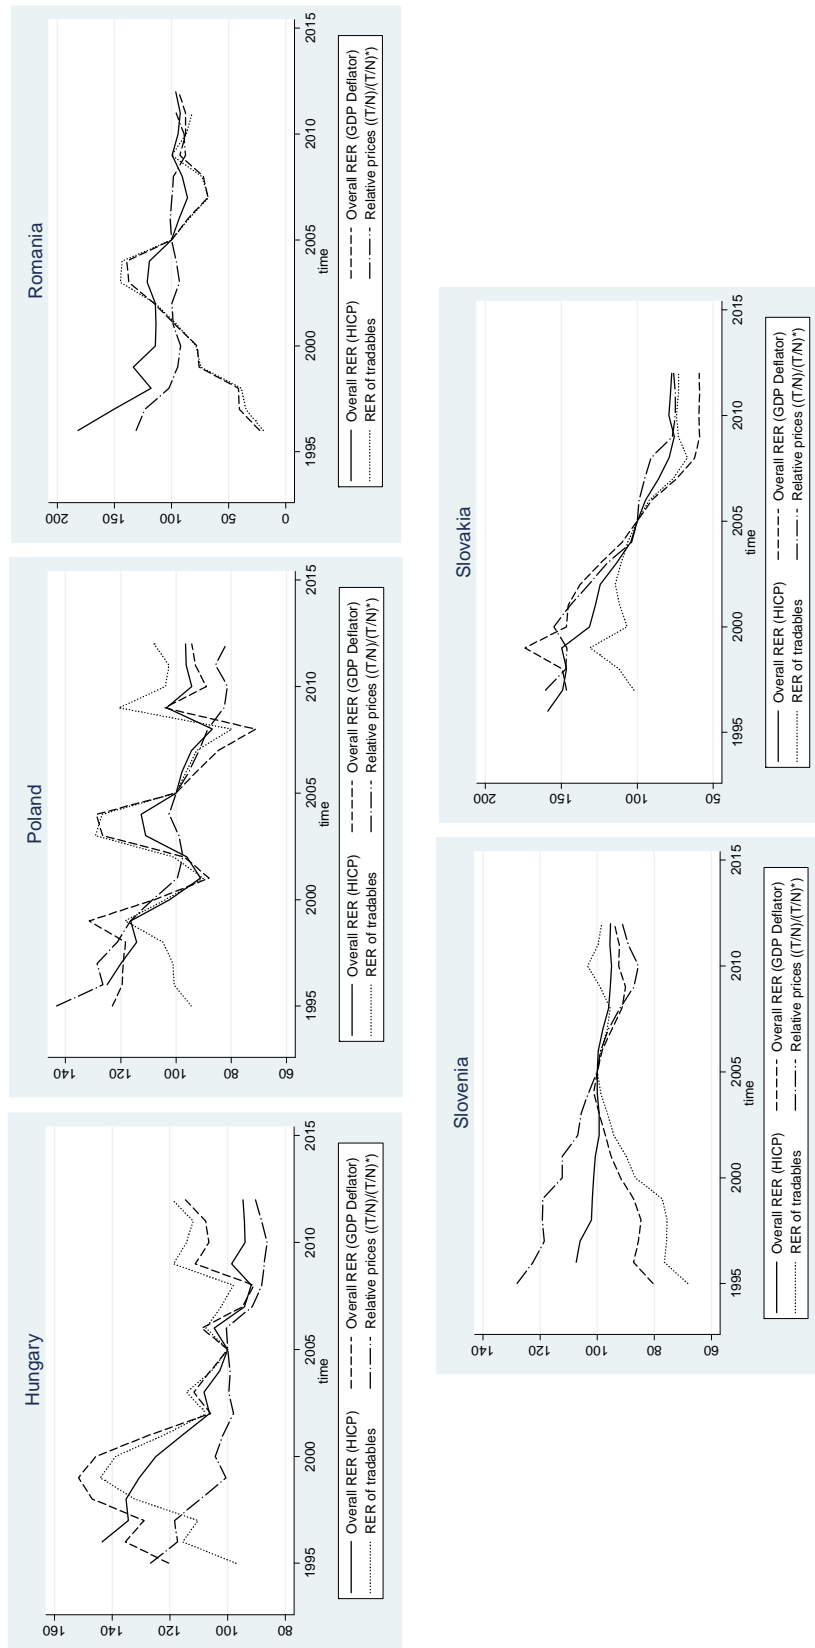 Hungary
160
140
120
100
80
1995
2000
2005
2010
2015
time
Overall RER (HICP)
Overall RER (GDP Deflator)
RER of tradables
Relative prices ((T/N)/(T/N)*)
Poland
140
120
100
80
60
1995
2000
2005
2010
2015
time
Overall RER (HICP)
Overall RER (GDP Deflator)
RER of tradables
Relative prices ((T/N)/(T/N)*)
Romania
200
150
100
50
0
1995
2000
2005
2010
2015
time
Overall RER (HICP)
Overall RER (GDP Deflator)
RER of tradables
Relative prices ((T/N)/(T/N)*)
Slovenia
140
120
100
80
60
1995
2000
2005
2010
2015
time
Overall RER (HICP)
Overall RER (GDP Deflator)
RER of tradables
Relative prices ((T/N)/(T/N)*)
Slovakia
200
150
100
50
1995
2000
2005
2010
2015
time
Overall RER (HICP)
Overall RER (GDP Deflator)
RER of tradables
Relative prices ((T/N)/(T/N)*)